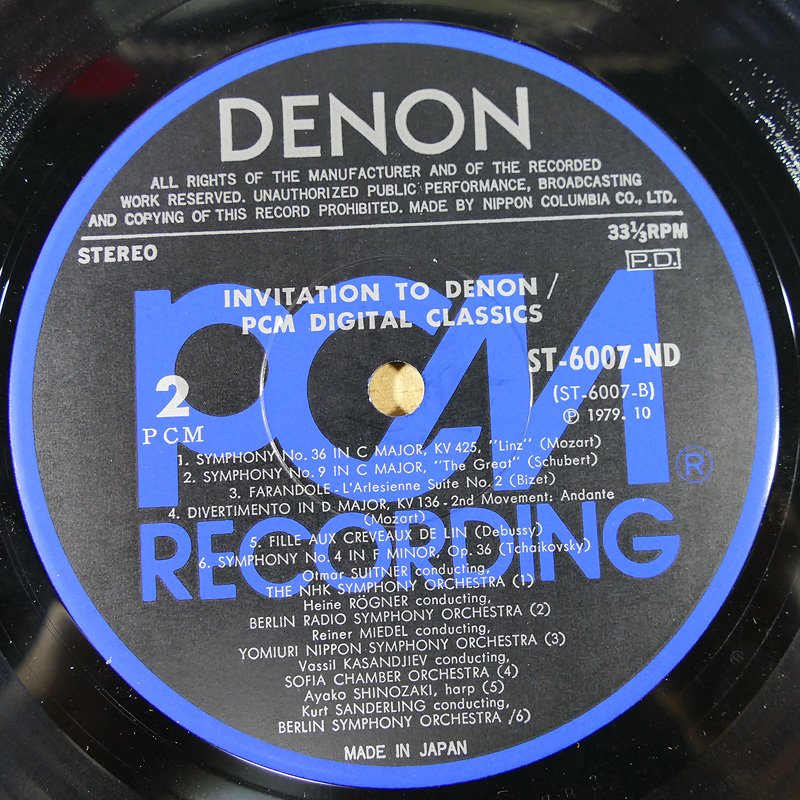 DENON
ALL RIGHTS OF THE MANUFACTURER AND OF THE RECORDED
WORK RESERVED. UNAUTHORIZED PUBLIC PERFORMANCE, BROADCASTING
AND COPYING OF THIS RECORD PROHIBITED. MADE BY NIPPON COLUMBIA CO., LTD.
STEREO
33⅓RPM
P.D.
INVITATION TO DENON /
PCM DIGITAL CLASSICS
ST-6007-ND
(ST-6007-B)
℗ 1979. 10
2
PCM
PCM
RECORDING®
1. SYMPHONY No. 36 IN C MAJOR, KV 425, "Linz" (Mozart)
2. SYMPHONY No. 9 IN C MAJOR, "The Great" (Schubert)
3. FARANDOLE - L'Arlesienne Suite No. 2 (Bizet)
4. DIVERTIMENTO IN D MAJOR, KV 136 - 2nd Movement: Andante
(Mozart)
5. FILLE AUX CREVEAUX DE LIN (Debussy)
6. SYMPHONY No. 4 IN F MINOR, Op. 36 (Tchaikovsky)
Otmar SUITNER conducting,
THE NHK SYMPHONY ORCHESTRA (1)
Heine RÖGNER conducting,
BERLIN RADIO SYMPHONY ORCHESTRA (2)
Reiner MIEDEL conducting,
YOMIURI NIPPON SYMPHONY ORCHESTRA (3)
Vassil KASANDJIEV conducting,
SOFIA CHAMBER ORCHESTRA (4)
Ayako SHINOZAKI, harp (5)
Kurt SANDERLING conducting,
BERLIN SYMPHONY ORCHESTRA /6)
MADE IN JAPAN